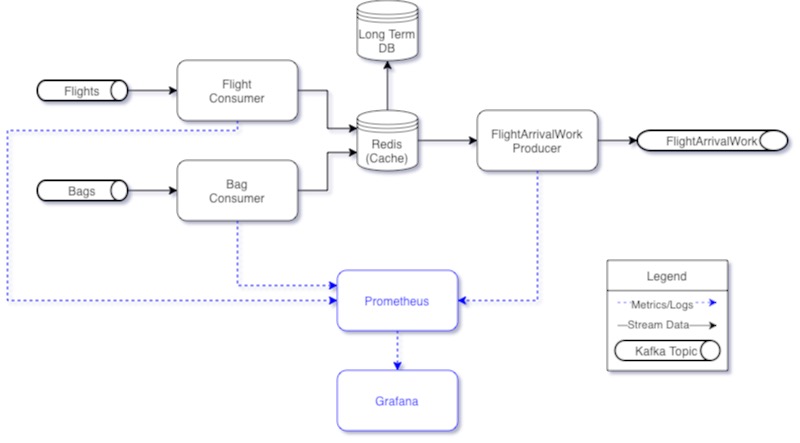 Long Term
DB
Flights
Flight
Consumer
Redis
(Cache)
FlightArrivalWork
Producer
FlightArrivalWork
Bags
Bag
Consumer
Prometheus
Grafana
Legend
Metrics/Logs
Stream Data
Kafka Topic